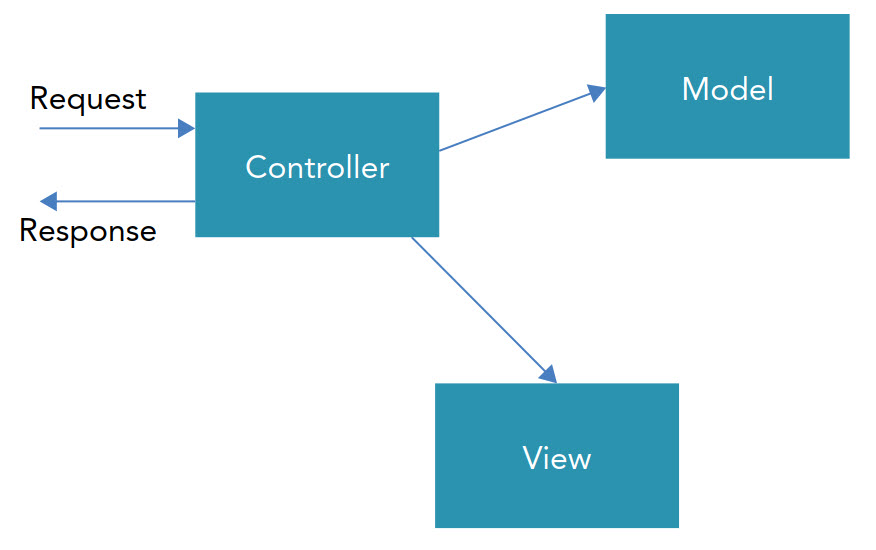 Request
Response
Controller
Model
View